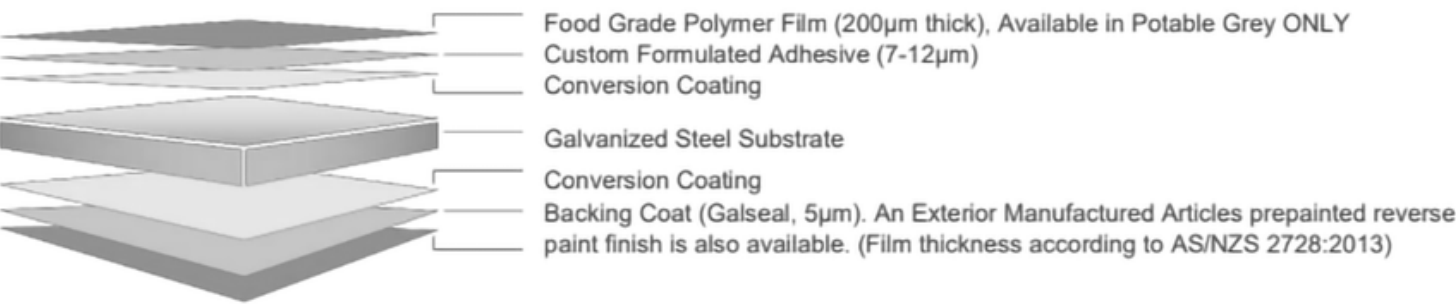 Food Grade Polymer Film (200µm thick), Available in Potable Grey ONLY
Custom Formulated Adhesive (7-12µm)
Conversion Coating
Galvanized Steel Substrate
Conversion Coating
Backing Coat (Galseal, 5µm). An Exterior Manufactured Articles prepainted reverse
paint finish is also available. (Film thickness according to AS/NZS 2728:2013)